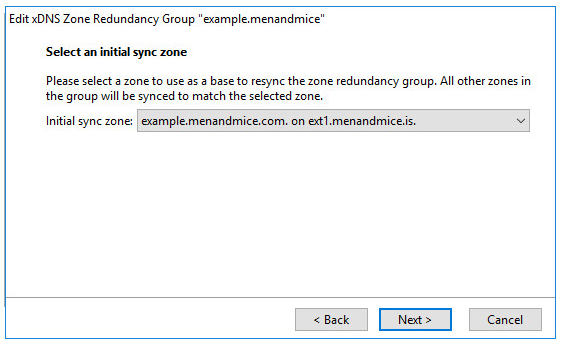 Edit xDNS Zone Redundancy Group "example.menandmice"
Select an initial sync zone
Please select a zone to use as a base to resync the zone redundancy group. All other zones in
the group will be synced to match the selected zone.
Initial sync zone: example.menandmice.com. on ext1.menandmice.is.
< Back Next > Cancel